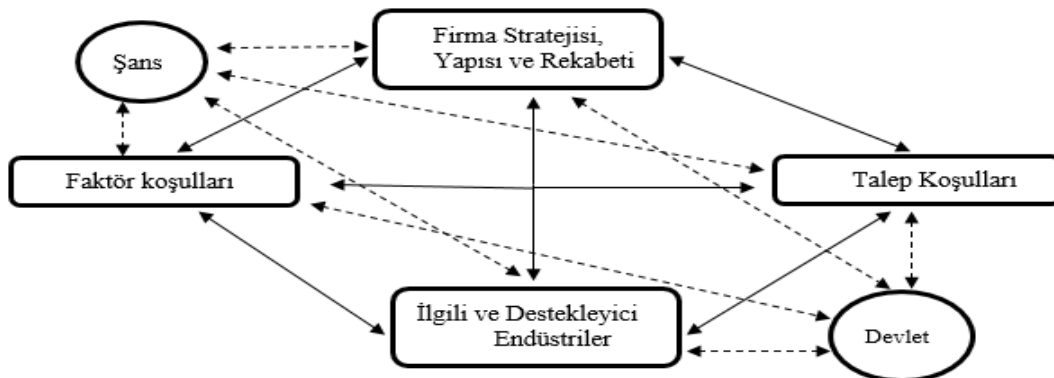 Firma Stratejisi,
Yapısı ve Rekabeti
Şans
Faktör koşulları
Talep Koşulları
İlgili ve Destekleyici
Endüstriler
Devlet